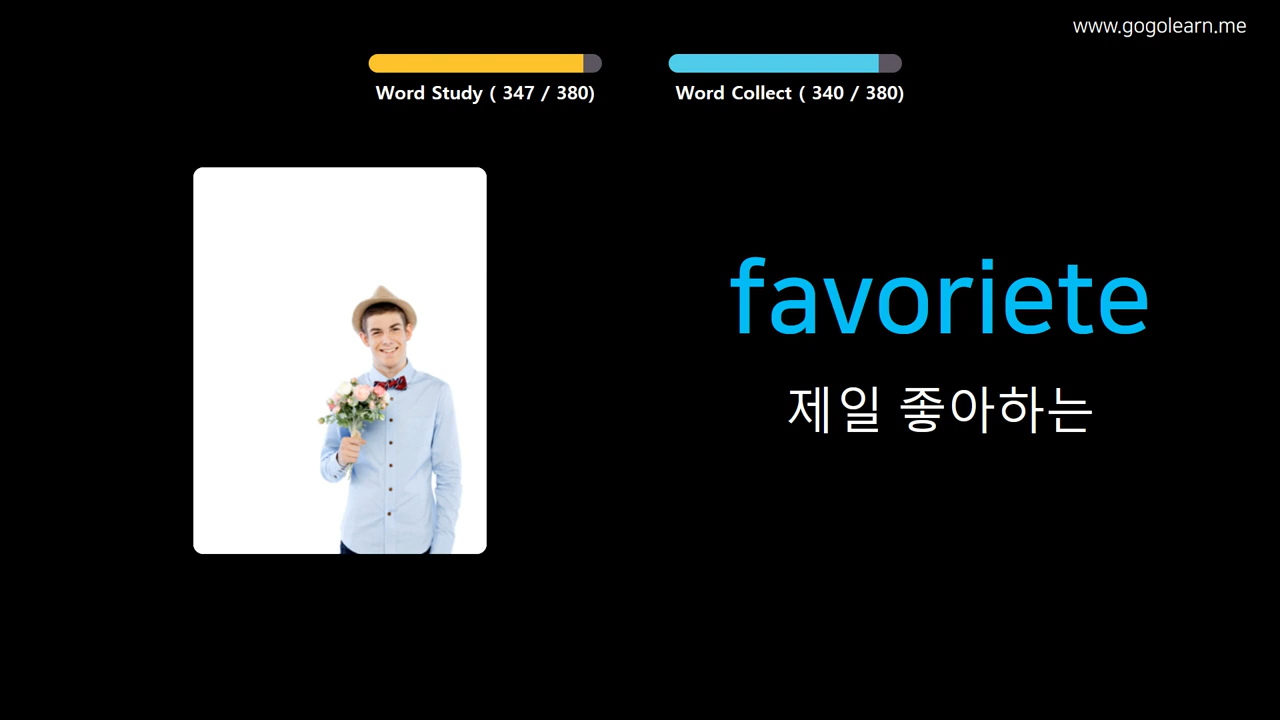 www.gogolearn.me
Word Study ( 347 / 380)
Word Collect ( 340 / 380)
favoriete
제일 좋아하는